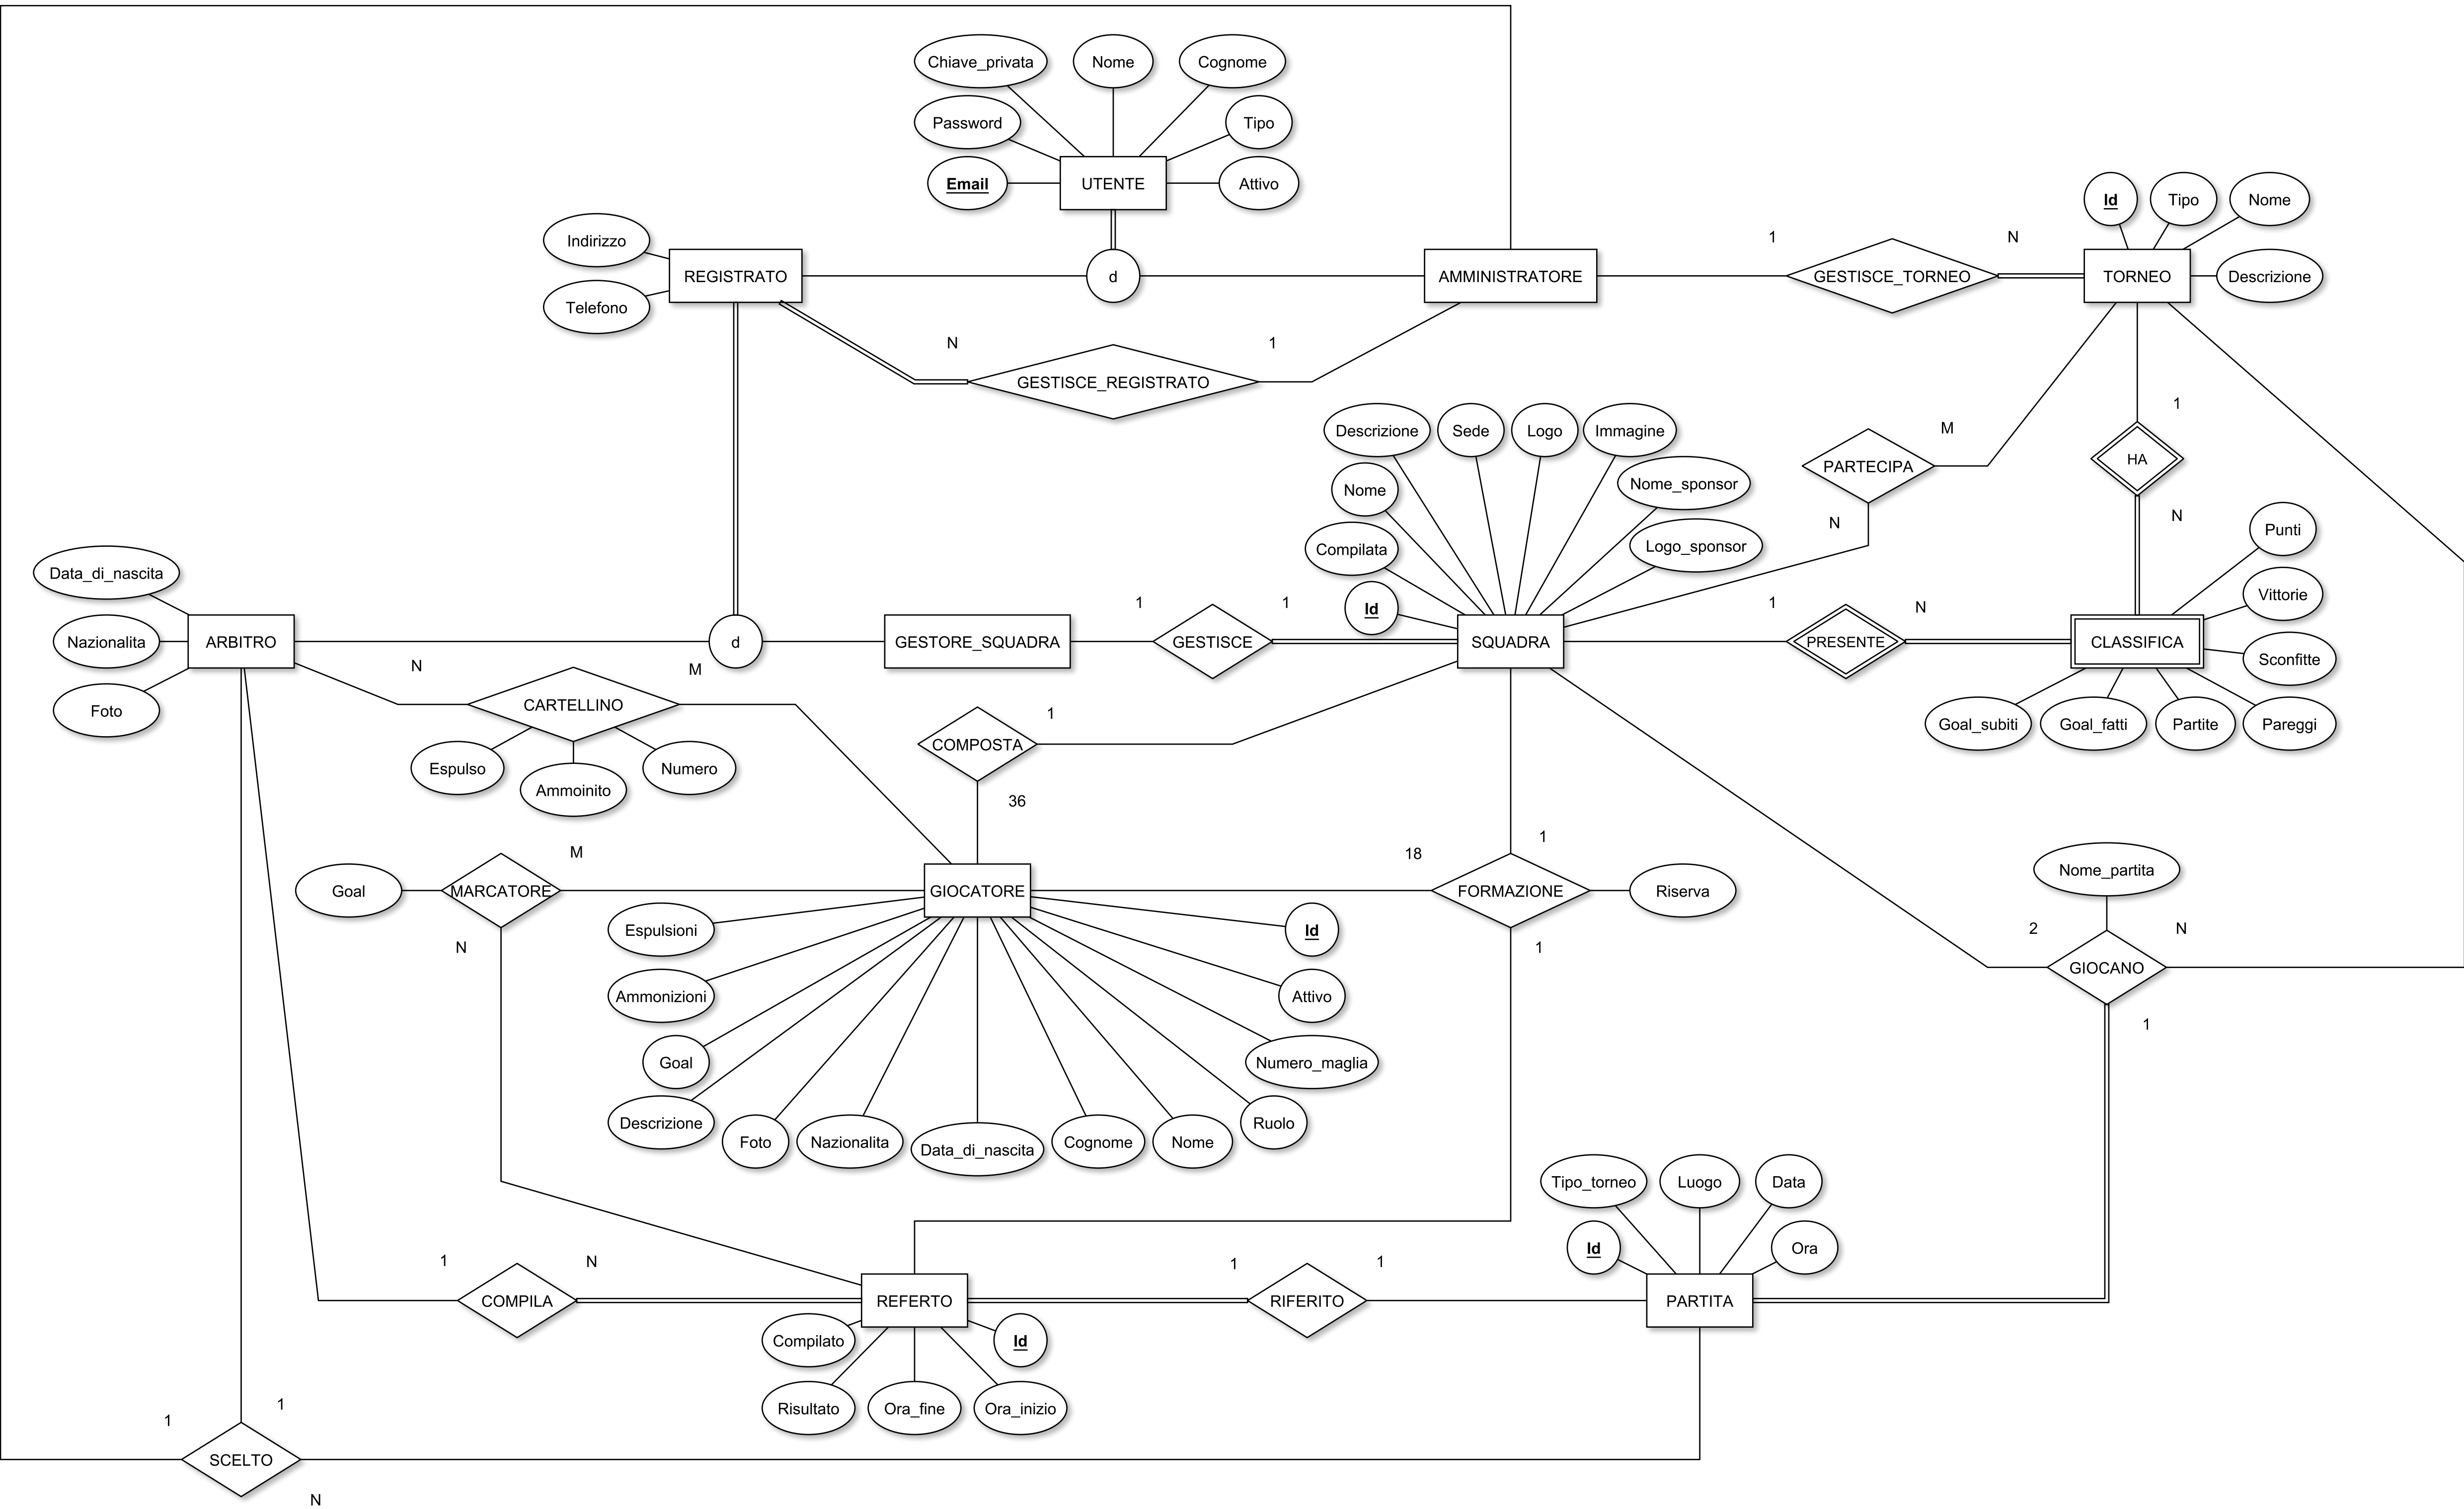 Chiave_privata
Nome
Cognome
Password
Tipo
Email
UTENTE
Attivo
Id
Tipo
Nome
Indirizzo
REGISTRATO
d
AMMINISTRATORE
1
GESTISCE_TORNEO
N
TORNEO
Descrizione
Telefono
N
GESTISCE_REGISTRATO
1
1
Descrizione
Sede
Logo
Immagine
M
PARTECIPA
HA
Nome
Nome_sponsor
N
N
Compilata
Logo_sponsor
Punti
Data_di_nascita
1
1
Id
1
N
Vittorie
Nazionalita
ARBITRO
d
GESTORE_SQUADRA
GESTISCE
SQUADRA
PRESENTE
CLASSIFICA
Sconfitte
N
M
Foto
CARTELLINO
1
Goal_subiti
Goal_fatti
Partite
Pareggi
COMPOSTA
Espulso
Ammoinito
Numero
36
M
18
1
Nome_partita
Goal
MARCATORE
GIOCATORE
FORMAZIONE
Riserva
N
Espulsioni
Id
1
2
N
GIOCANO
Ammonizioni
Attivo
1
Goal
Numero_maglia
Descrizione
Foto
Nazionalita
Data_di_nascita
Cognome
Nome
Ruolo
Tipo_torneo
Luogo
Data
1
N
1
1
Id
Ora
COMPILA
REFERTO
RIFERITO
PARTITA
Compilato
Id
Risultato
Ora_fine
Ora_inizio
1
1
SCELTO
N